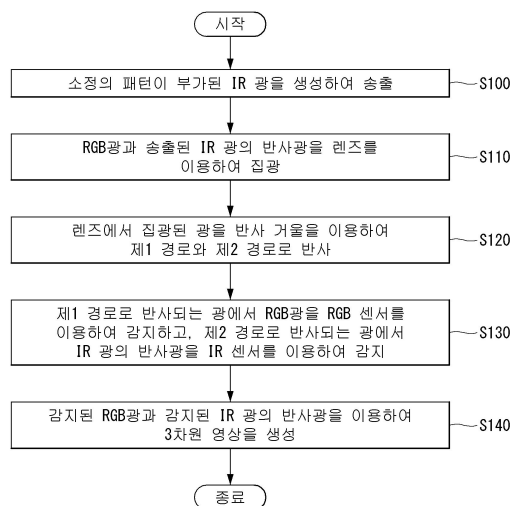 시작
소정의 패턴이 부가된 IR 광을 생성하여 송출
S100
RGB광과 송출된 IR 광의 반사광을 렌즈를
이용하여 집광
S110
렌즈에서 집광된 광을 반사 거울을 이용하여
제1 경로와 제2 경로로 반사
S120
제1 경로로 반사되는 광에서 RGB광을 RGB 센서를
이용하여 감지하고, 제2 경로로 반사되는 광에서
IR 광의 반사광을 IR 센서를 이용하여 감지
S130
감지된 RGB광과 감지된 IR 광의 반사광을 이용하여
3차원 영상을 생성
S140
종료